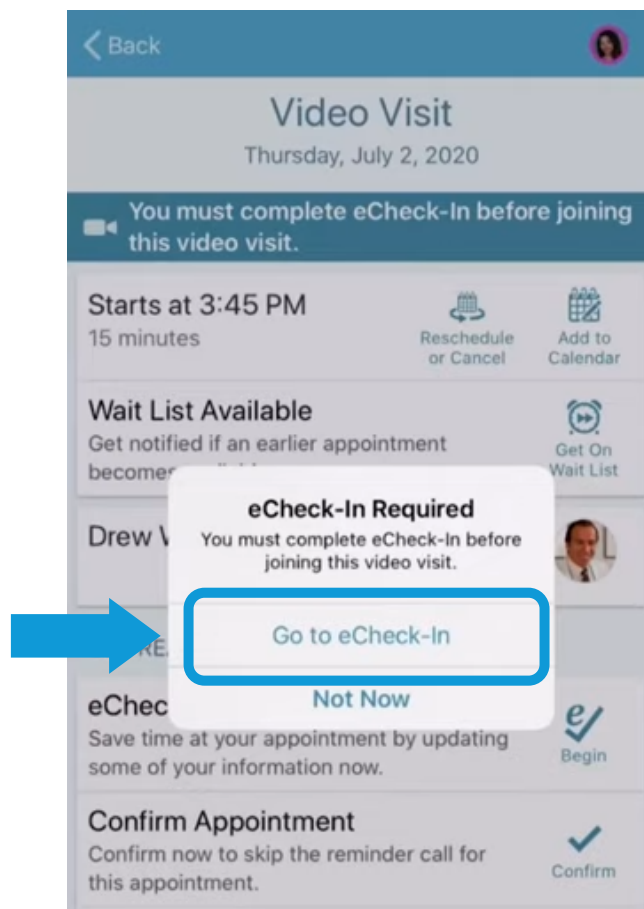 Back
Video Visit
Thursday, July 2, 2020
You must complete eCheck-In before joining
this video visit.
Starts at 3:45 PM
15 minutes
Reschedule
or Cancel
Add to
Calendar
Wait List Available
Get notified if an earlier appointment
Get On
Wait List
eCheck-In Required
You must complete eCheck-In before
joining this video visit.
Drew
Go to eCheck-In
Not Now
Save time at your appointment by updating
some of your information now.
Begin
Confirm Appointment
Confirm now to skip the reminder call for
this appointment.
Confirm